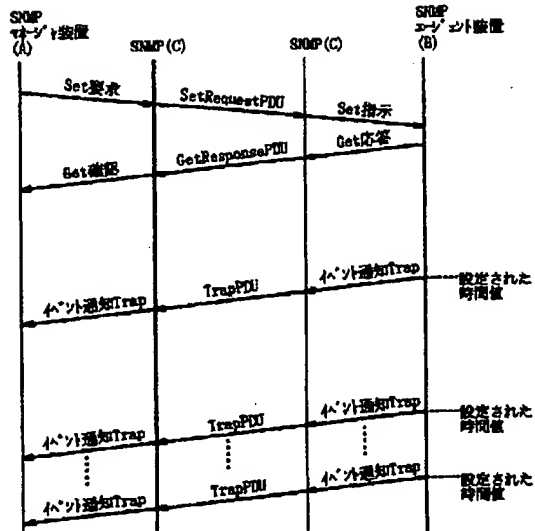 SNMP
マネージャ装置
(A)
SNMP(C)
SNMP(C)
SNMP
エージェント装置
(B)
Set要求
SetRequestPDU
Set指示
Get応答
GetResponsePDU
Get確認
イベント通知Trap
TrapPDU
イベント通知Trap
設定された
時間値
イベント通知Trap
TrapPDU
イベント通知Trap
設定された
時間値
イベント通知Trap
TrapPDU
イベント通知Trap
設定された
時間値